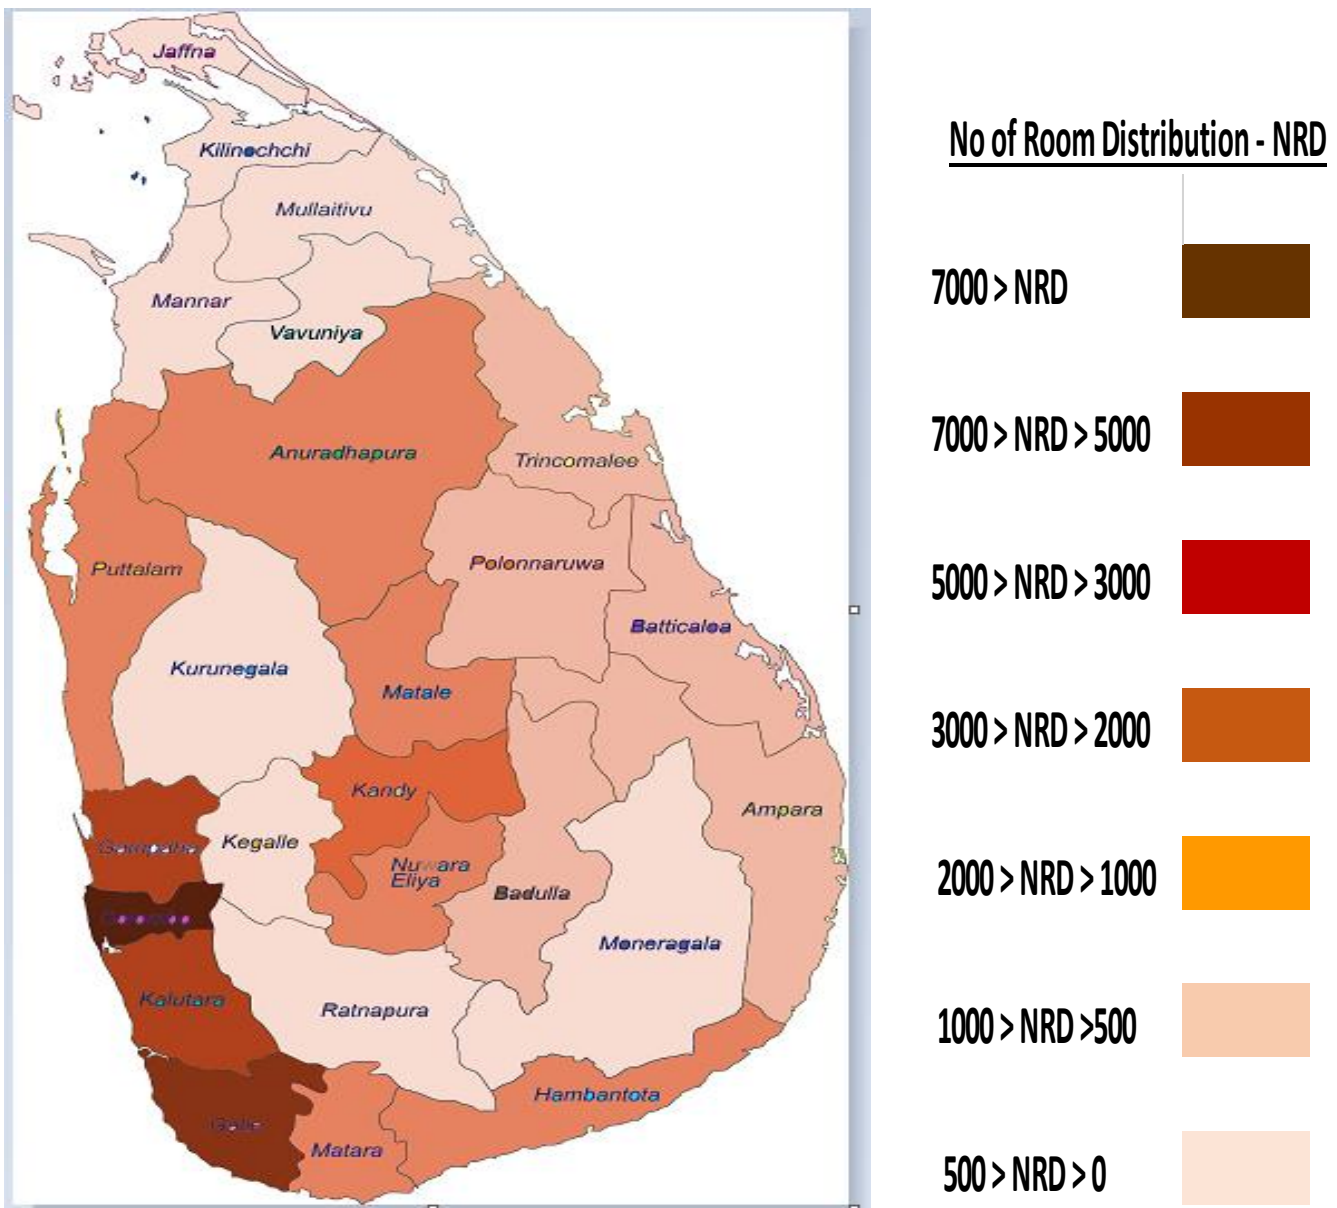 Jaffna
Kilinochchi
Mullaitivu
Mannar
Vavuniya
Anuradhapura
Trincomalee
Puttalam
Polonnaruwa
Batticaloa
Kurunegala
Matale
Kandy
Ampara
Gampaha
Kegalle
Nuwara
Eliya
Badulla
Moneragala
Kalutara
Ratnapura
Hambantota
Galle
Matara
No of Room Distribution - NRD
7000 > NRD
7000 > NRD > 5000
5000 > NRD > 3000
3000 > NRD > 2000
2000 > NRD > 1000
1000 > NRD >500
500 > NRD > 0